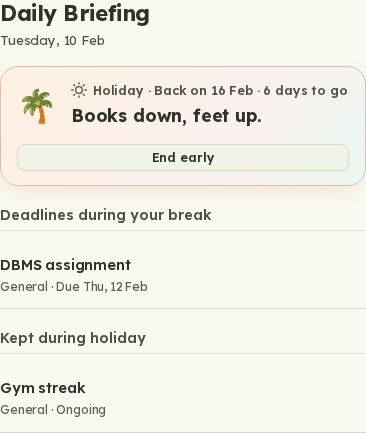 Daily Briefing
Tuesday, 10 Feb
Holiday · Back on 16 Feb · 6 days to go
Books down, feet up.
End early
Deadlines during your break
DBMS assignment
General · Due Thu, 12 Feb
Kept during holiday
Gym streak
General · Ongoing